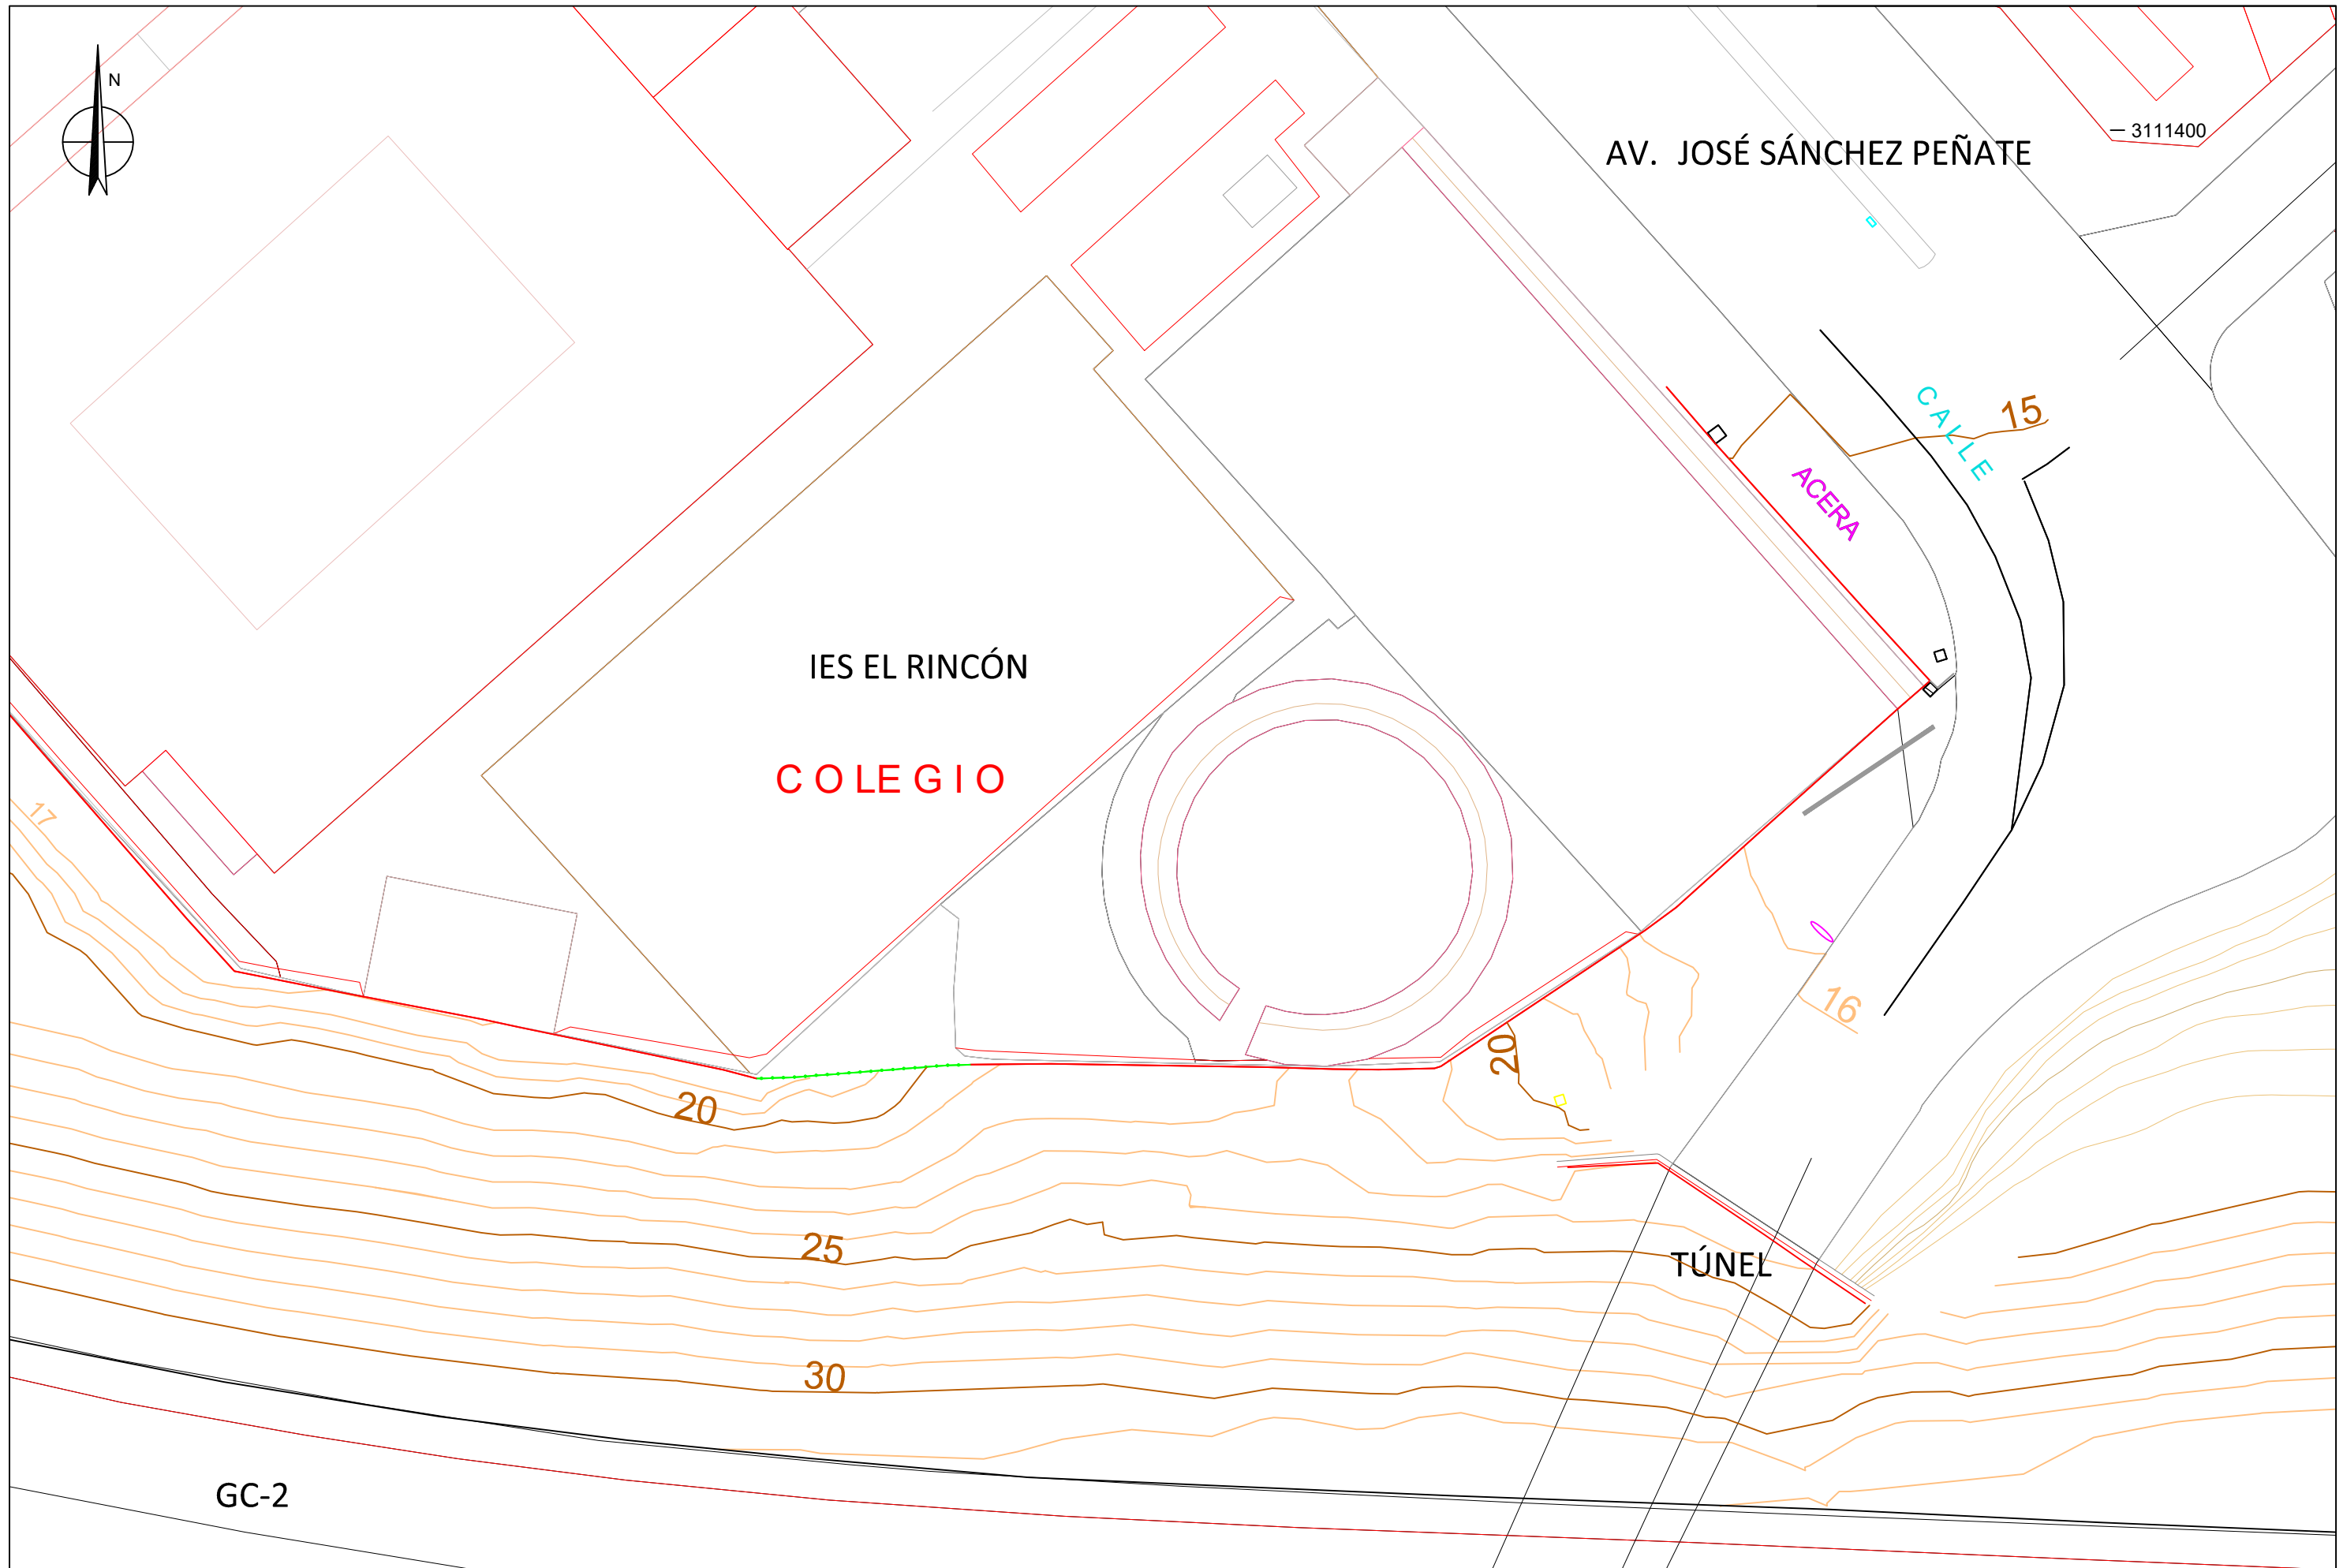 N
3111400
AV. JOSÉ SÁNCHEZ PEÑATE
CALLE
15
ACERA
IES EL RINCÓN
COLEGIO
17
16
20
20
25
TÚNEL
30
GC-2